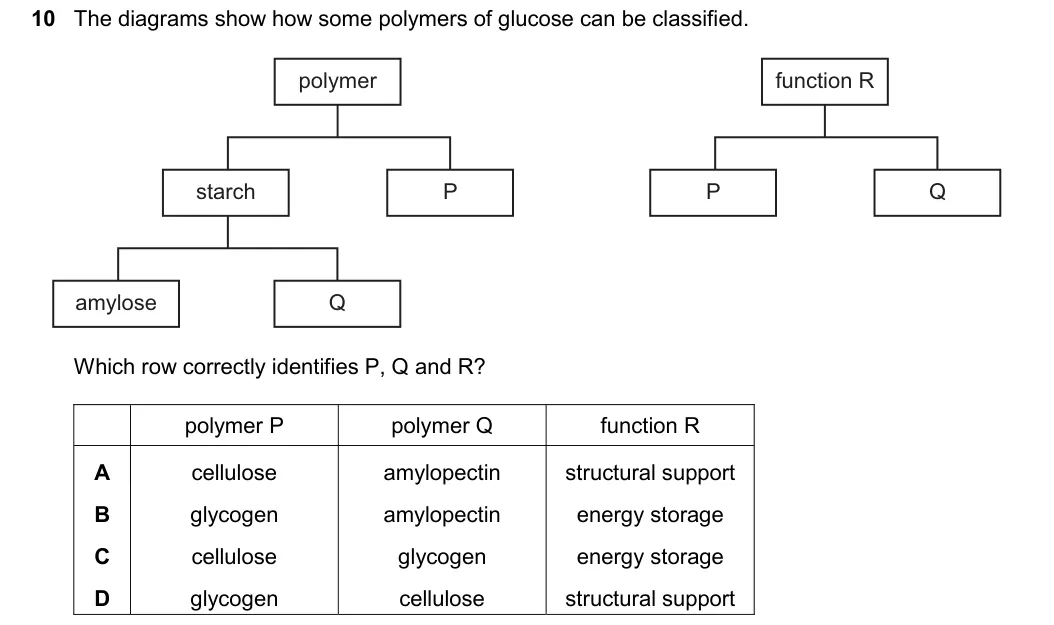 10 The diagrams show how some polymers of glucose can be classified.
polymer
function R
starch
P
P
Q
amylose
Q
Which row correctly identifies P, Q and R?
polymer P polymer Q function R
A cellulose amylopectin structural support
B glycogen amylopectin energy storage
C cellulose glycogen energy storage
D glycogen cellulose structural support